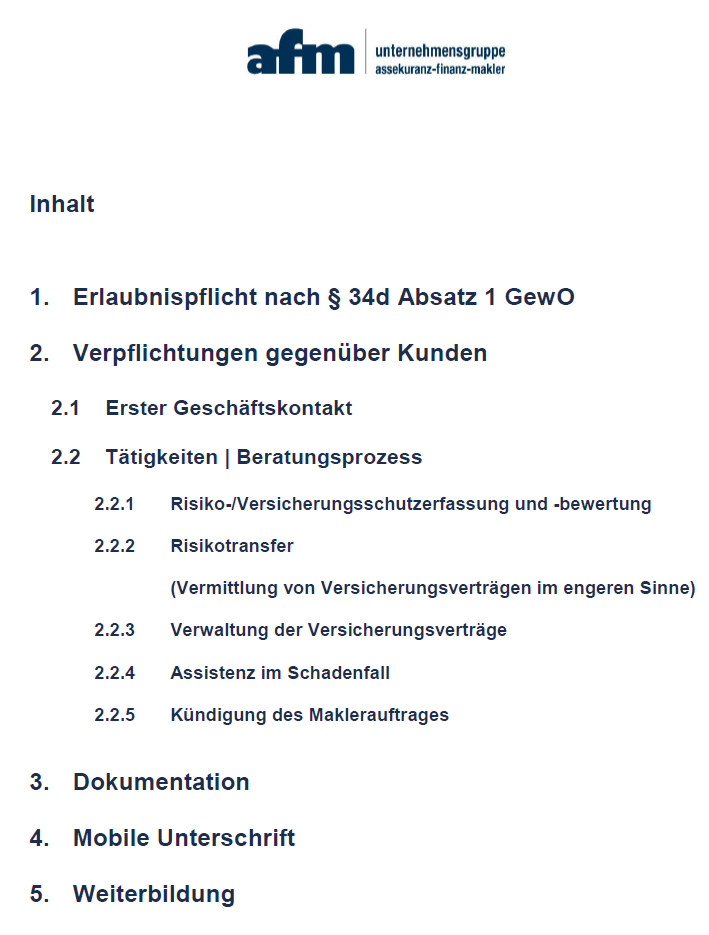 afm
unternehmensgruppe
assekuranz-finanz-makler
Inhalt
1. Erlaubnispflicht nach § 34d Absatz 1 GewO
2. Verpflichtungen gegenüber Kunden
2.1 Erster Geschäftskontakt
2.2 Tätigkeiten | Beratungsprozess
2.2.1 Risiko-/Versicherungsschutzerfassung und -bewertung
2.2.2 Risikotransfer
(Vermittlung von Versicherungsverträgen im engeren Sinne)
2.2.3 Verwaltung der Versicherungsverträge
2.2.4 Assistenz im Schadenfall
2.2.5 Kündigung des Maklerauftrages
3. Dokumentation
4. Mobile Unterschrift
5. Weiterbildung